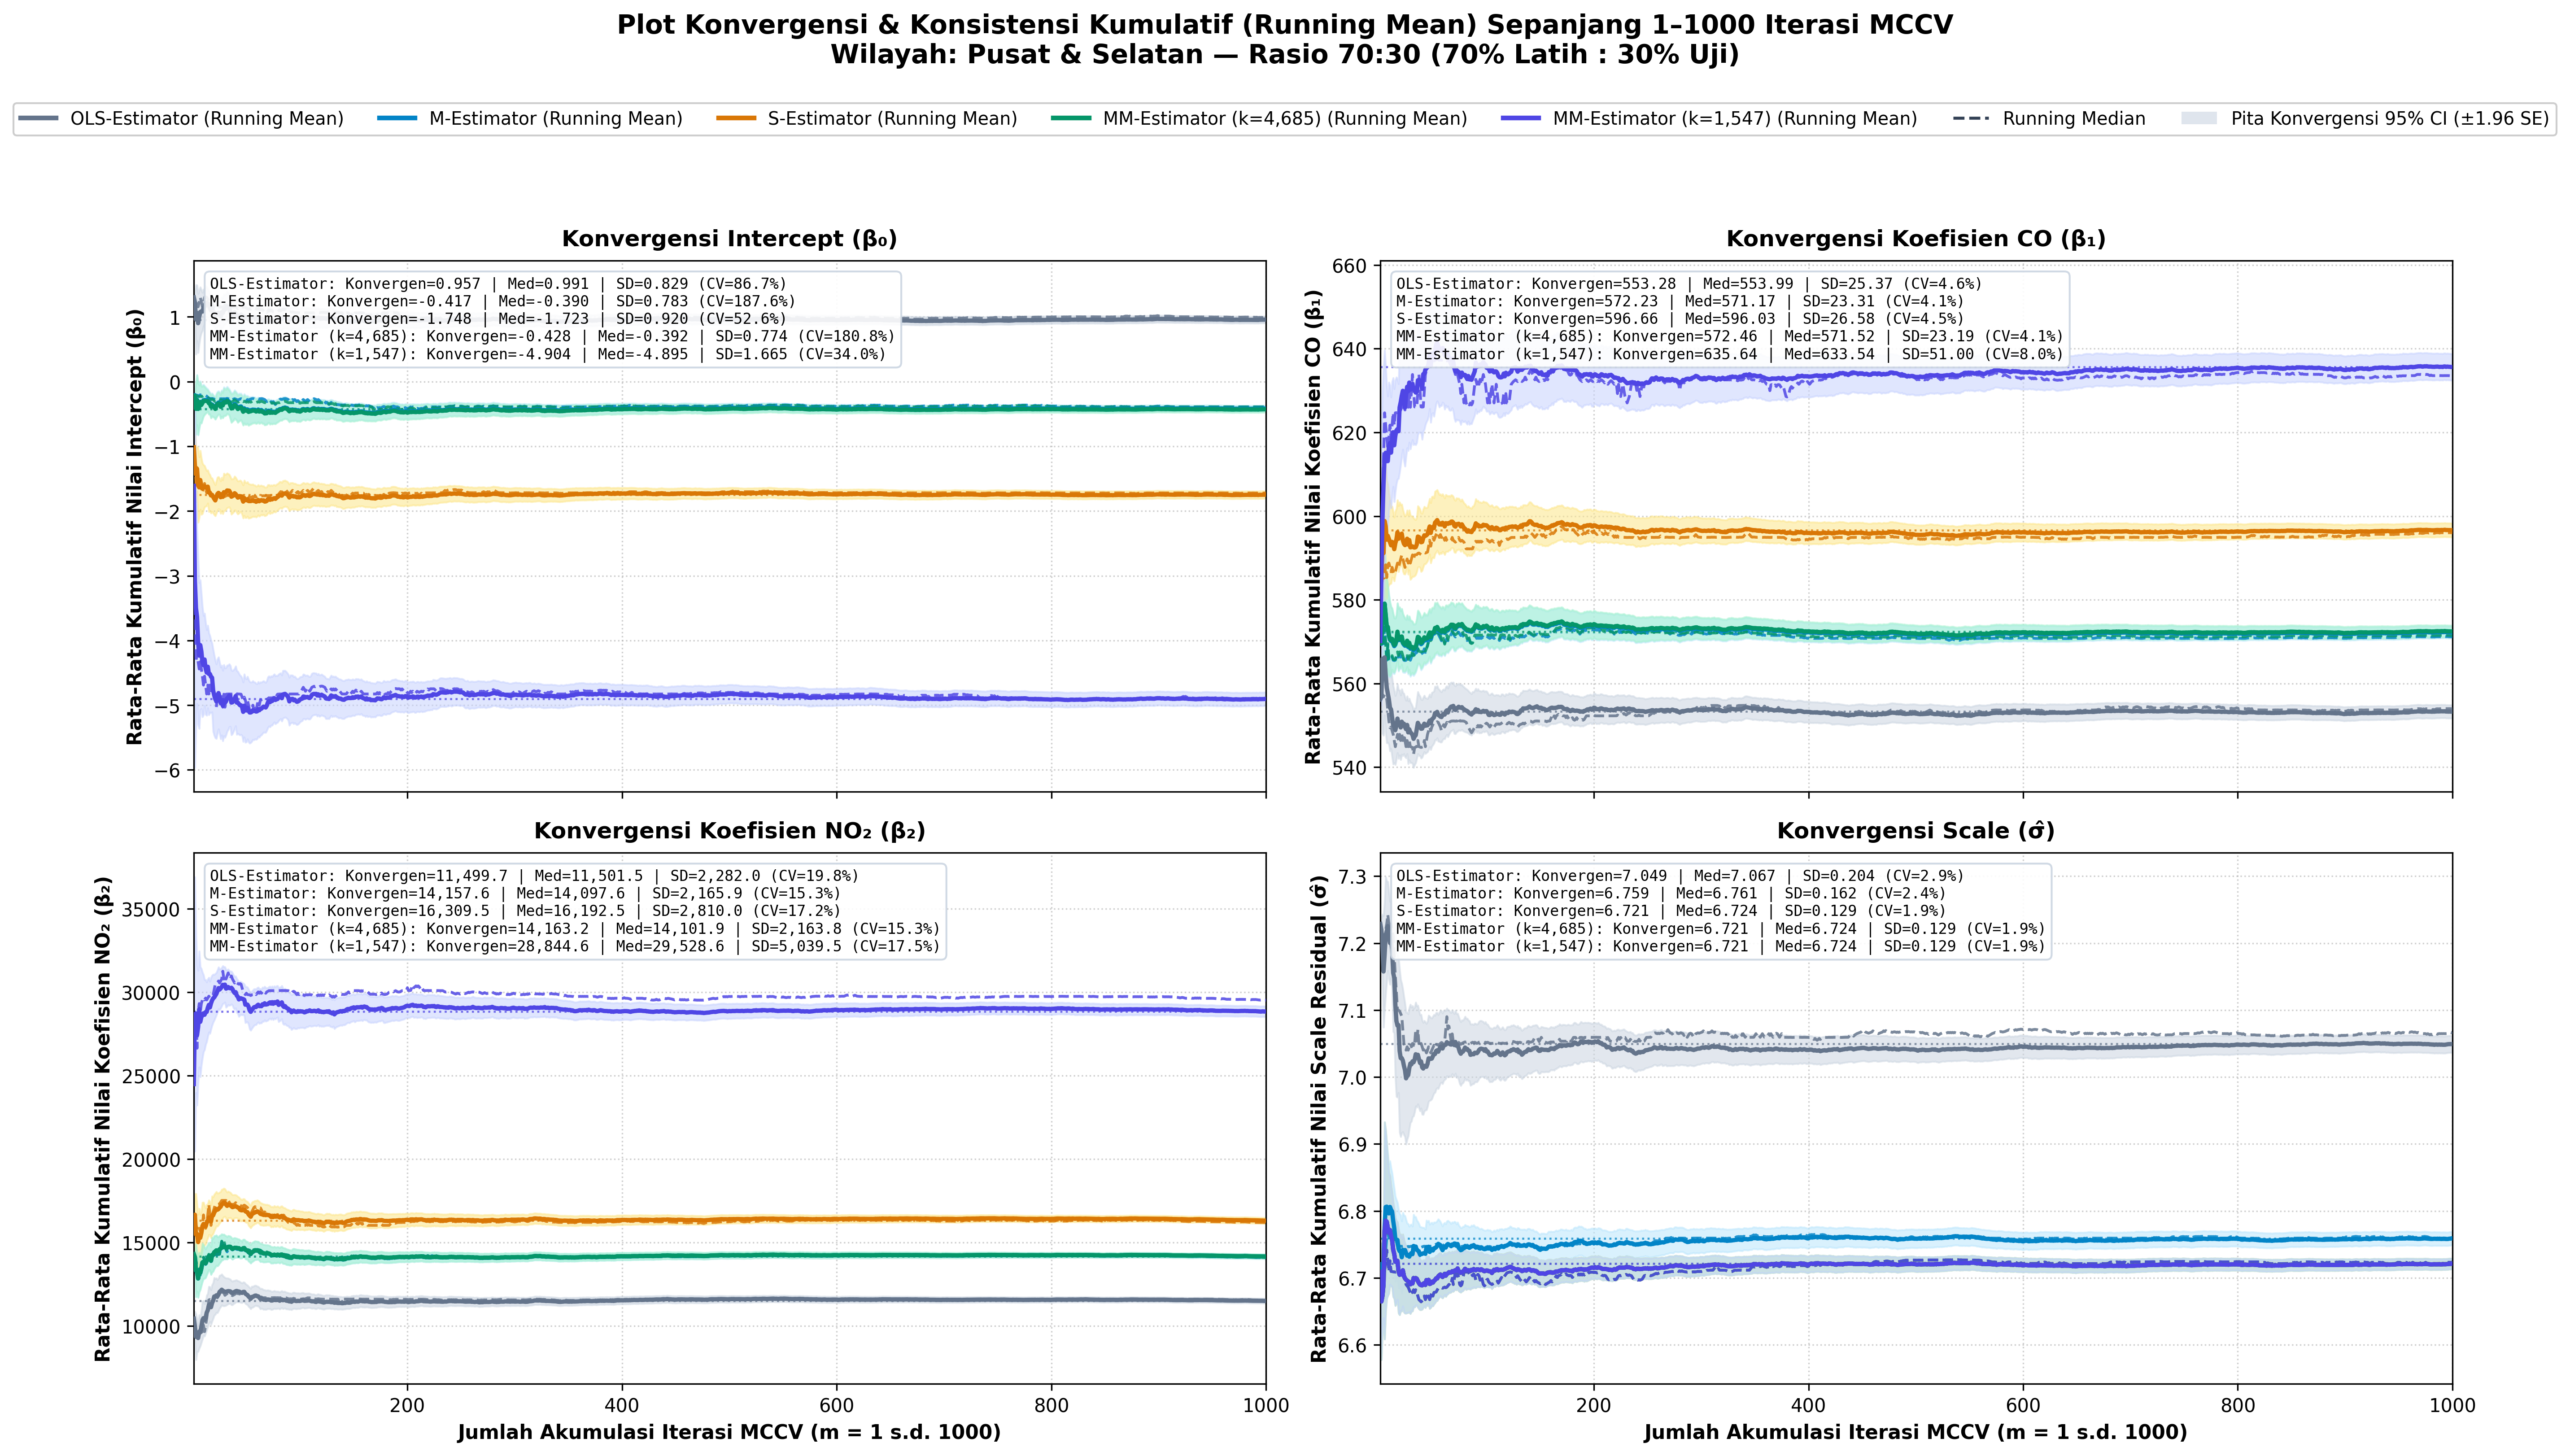 Plot Konvergensi & Konsistensi Kumulatif (Running Mean) Sepanjang 1–1000 Iterasi MCCV
Wilayah: Pusat & Selatan — Rasio 70:30 (70% Latih : 30% Uji)
OLS-Estimator (Running Mean)
M-Estimator (Running Mean)
S-Estimator (Running Mean)
MM-Estimator (k=4,685) (Running Mean)
MM-Estimator (k=1,547) (Running Mean)
Running Median
Pita Konvergensi 95% CI (±1.96 SE)
Konvergensi Intercept (β₀)
OLS-Estimator: Konvergen=0.957 | Med=0.991 | SD=0.829 (CV=86.7%)
M-Estimator: Konvergen=-0.417 | Med=-0.390 | SD=0.783 (CV=187.6%)
S-Estimator: Konvergen=-1.748 | Med=-1.723 | SD=0.920 (CV=52.6%)
MM-Estimator (k=4,685): Konvergen=-0.428 | Med=-0.392 | SD=0.774 (CV=180.8%)
MM-Estimator (k=1,547): Konvergen=-4.904 | Med=-4.895 | SD=1.665 (CV=34.0%)
Rata-Rata Kumulatif Nilai Intercept (β₀)
1
0
−1
−2
−3
−4
−5
−6
Konvergensi Koefisien CO (β₁)
OLS-Estimator: Konvergen=553.28 | Med=553.99 | SD=25.37 (CV=4.6%)
M-Estimator: Konvergen=572.23 | Med=571.17 | SD=23.31 (CV=4.1%)
S-Estimator: Konvergen=596.66 | Med=596.03 | SD=26.58 (CV=4.5%)
MM-Estimator (k=4,685): Konvergen=572.46 | Med=571.52 | SD=23.19 (CV=4.1%)
MM-Estimator (k=1,547): Konvergen=635.64 | Med=633.54 | SD=51.00 (CV=8.0%)
Rata-Rata Kumulatif Nilai Koefisien CO (β₁)
660
640
620
600
580
560
540
Konvergensi Koefisien NO₂ (β₂)
OLS-Estimator: Konvergen=11,499.7 | Med=11,501.5 | SD=2,282.0 (CV=19.8%)
M-Estimator: Konvergen=14,157.6 | Med=14,097.6 | SD=2,165.9 (CV=15.3%)
S-Estimator: Konvergen=16,309.5 | Med=16,192.5 | SD=2,810.0 (CV=17.2%)
MM-Estimator (k=4,685): Konvergen=14,163.2 | Med=14,101.9 | SD=2,163.8 (CV=15.3%)
MM-Estimator (k=1,547): Konvergen=28,844.6 | Med=29,528.6 | SD=5,039.5 (CV=17.5%)
Rata-Rata Kumulatif Nilai Koefisien NO₂ (β₂)
35000
30000
25000
20000
15000
10000
200 400 600 800 1000
Jumlah Akumulasi Iterasi MCCV (m = 1 s.d. 1000)
Konvergensi Scale (σ̂)
OLS-Estimator: Konvergen=7.049 | Med=7.067 | SD=0.204 (CV=2.9%)
M-Estimator: Konvergen=6.759 | Med=6.761 | SD=0.162 (CV=2.4%)
S-Estimator: Konvergen=6.721 | Med=6.724 | SD=0.129 (CV=1.9%)
MM-Estimator (k=4,685): Konvergen=6.721 | Med=6.724 | SD=0.129 (CV=1.9%)
MM-Estimator (k=1,547): Konvergen=6.721 | Med=6.724 | SD=0.129 (CV=1.9%)
Rata-Rata Kumulatif Nilai Scale Residual (σ̂)
7.3
7.2
7.1
7.0
6.9
6.8
6.7
6.6
200 400 600 800 1000
Jumlah Akumulasi Iterasi MCCV (m = 1 s.d. 1000)